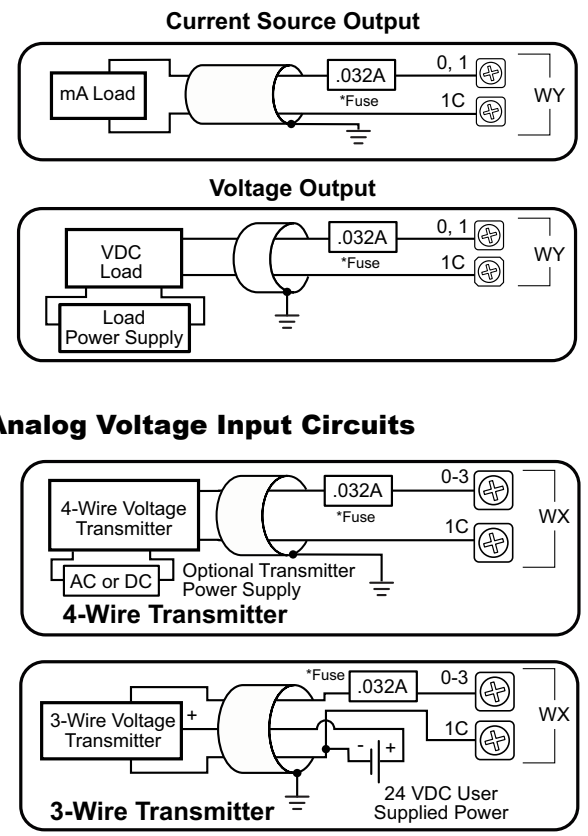 Current Source Output
mA Load
.032A
*Fuse
0, 1
1C
WY
Voltage Output
VDC
Load
Load
Power Supply
.032A
*Fuse
0, 1
1C
WY
Analog Voltage Input Circuits
4-Wire Voltage
Transmitter
AC or DC
Optional Transmitter
Power Supply
.032A
*Fuse
0-3
1C
WX
4-Wire Transmitter
3-Wire Voltage
Transmitter
+
*Fuse
.032A
0-3
1C
WX
- +
24 VDC User
Supplied Power
3-Wire Transmitter